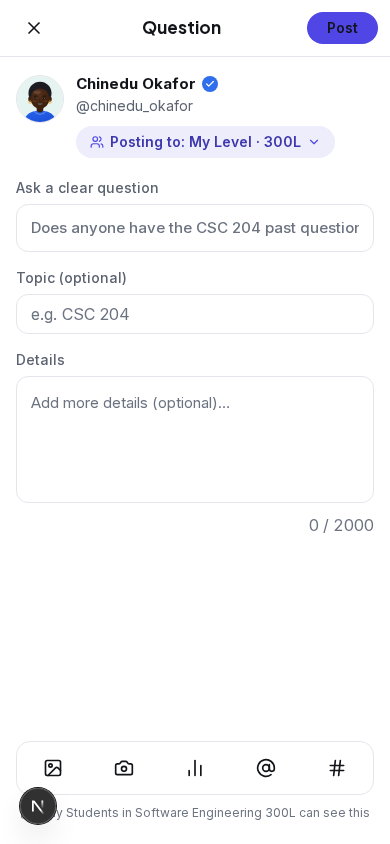 Question
Post
Chinedu Okafor
@chinedu_okafor
Posting to: My Level · 300L
Ask a clear question
Does anyone have the CSC 204 past question
Topic (optional)
e.g. CSC 204
Details
Add more details (optional)...
0 / 2000
N
Students in Software Engineering 300L can see this